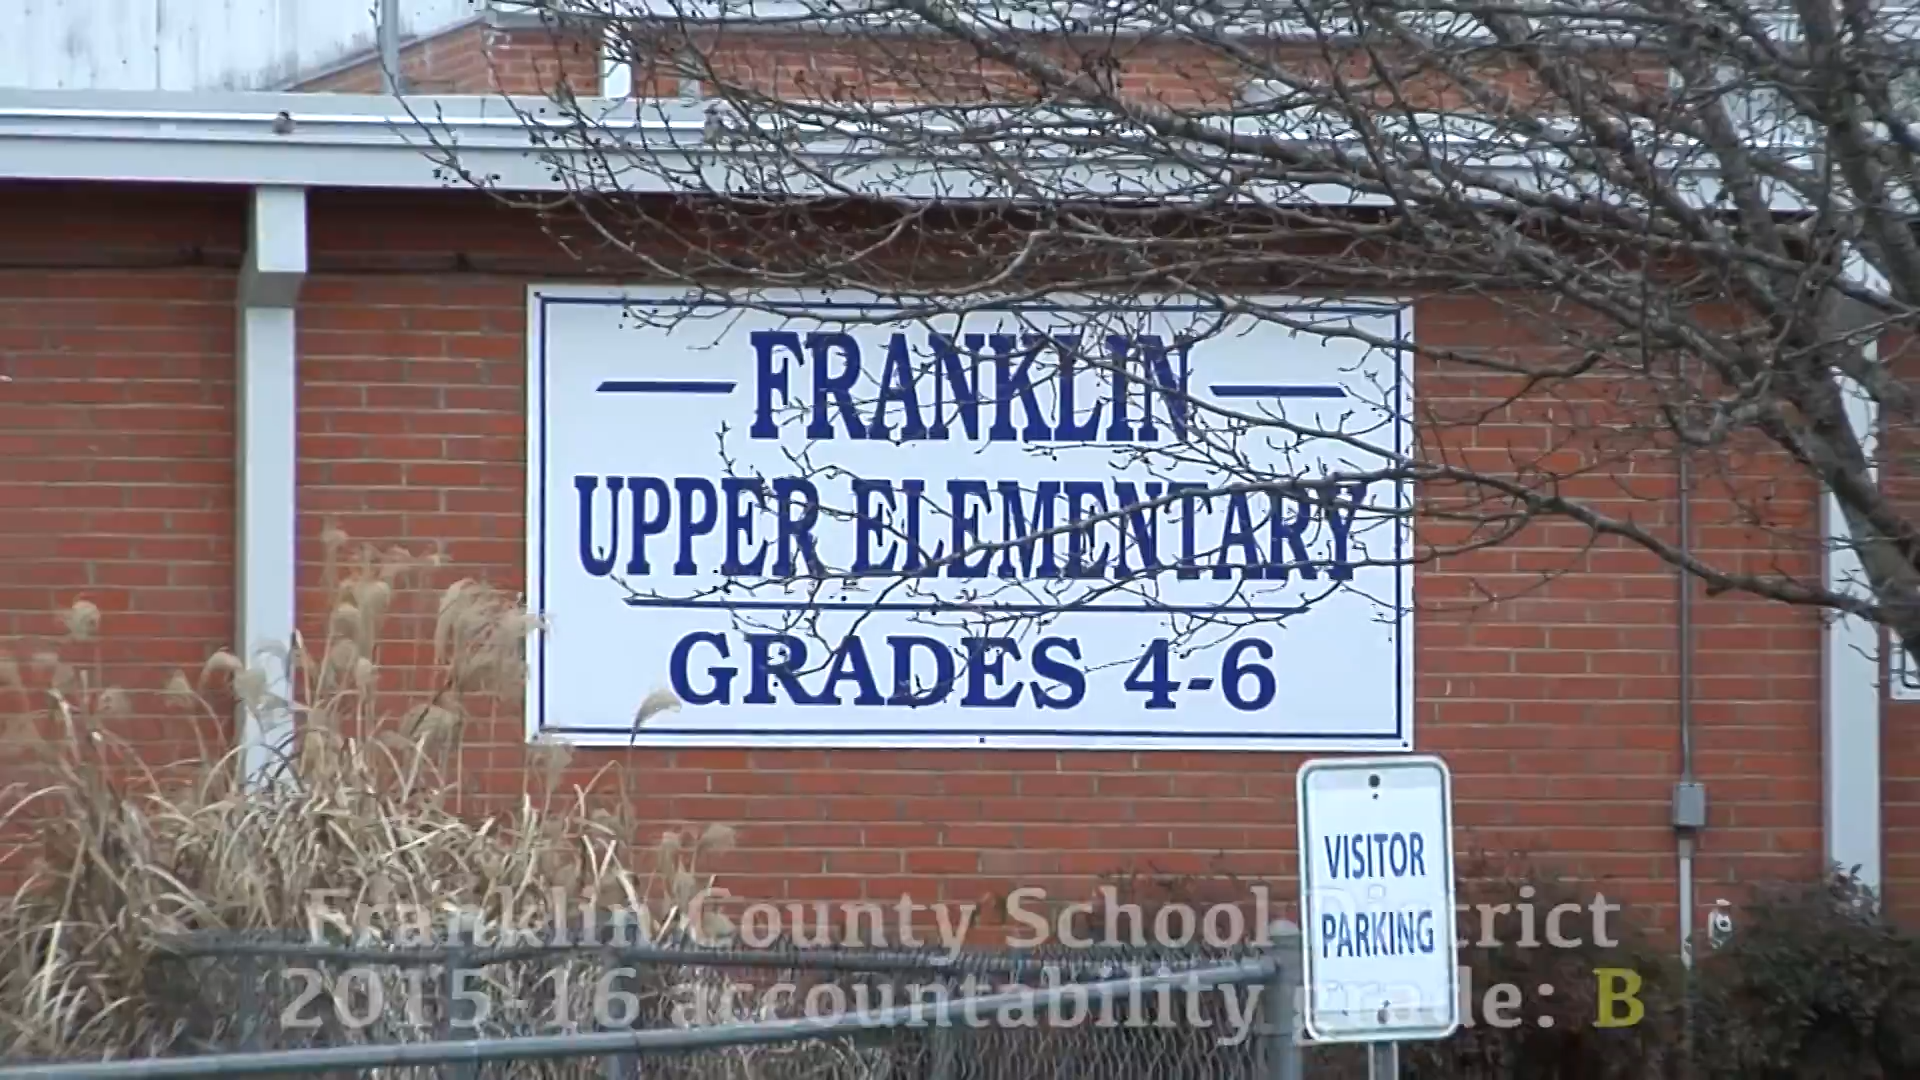 FRANKLIN
UPPER ELEMENTARY
GRADES 4-6
VISITOR
PARKING
Franklin County School District
2015-16 accountability grade: B